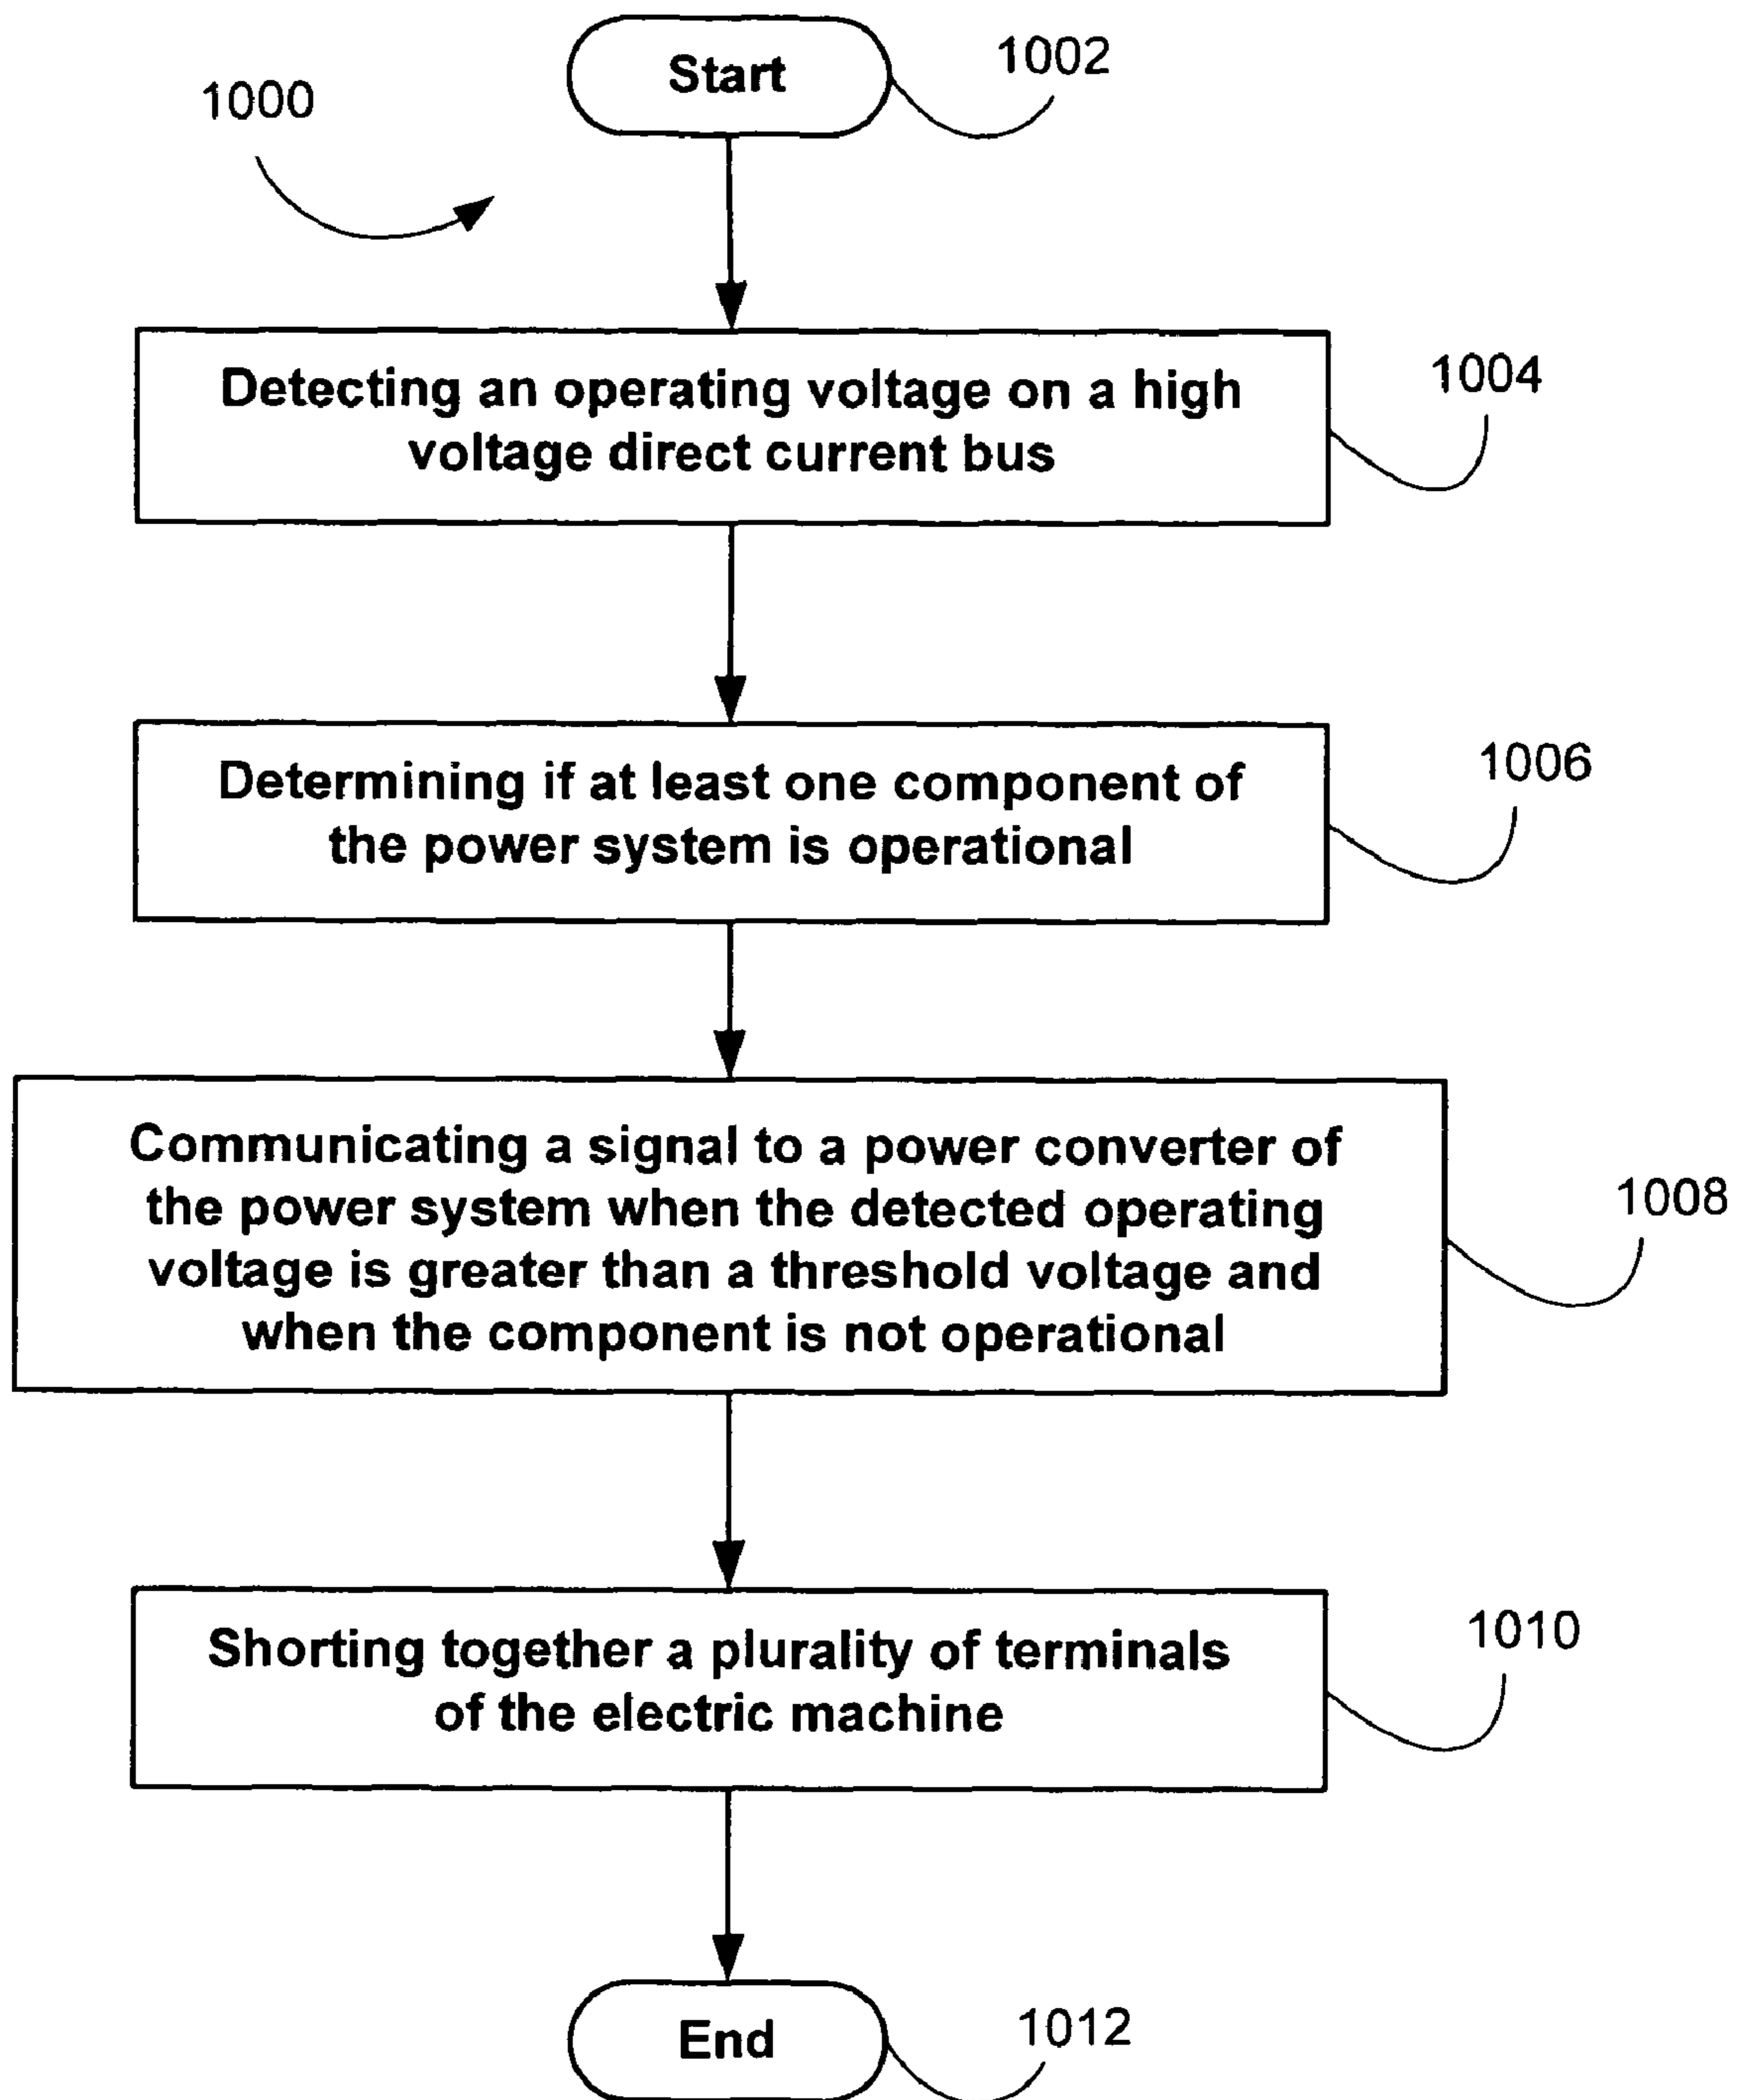 Start
1002
1000
Detecting an operating voltage on a high
voltage direct current bus
1004
Determining if at least one component of
the power system is operational
1006
Communicating a signal to a power converter of
the power system when the detected operating
voltage is greater than a threshold voltage and
when the component is not operational
1008
Shorting together a plurality of terminals
of the electric machine
1010
End
1012